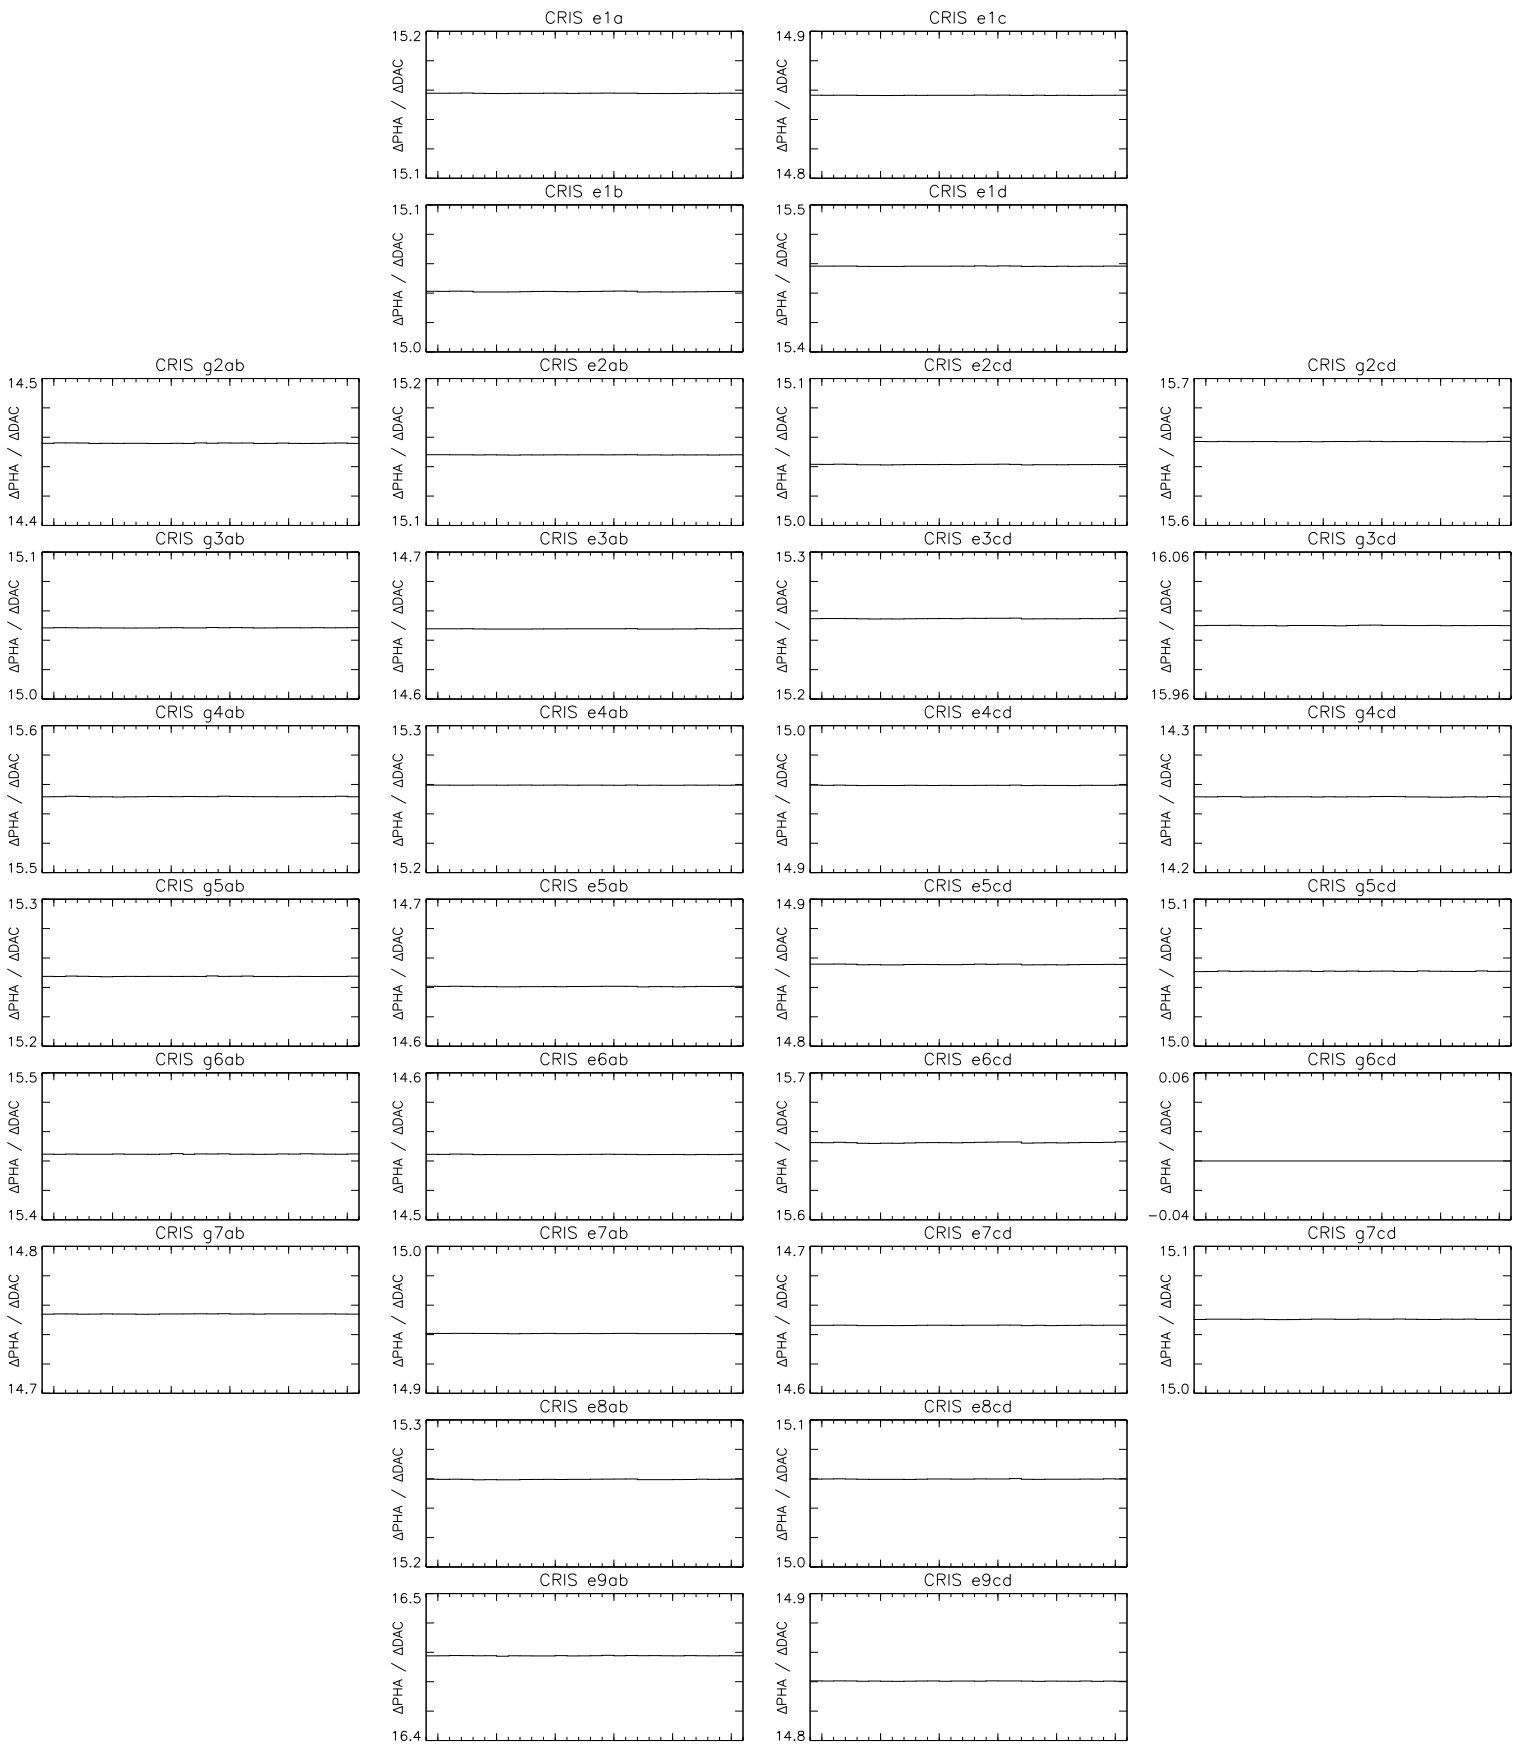 CRIS e1a
15.2
ΔPHA / ΔDAC
15.1
CRIS e1c
14.9
ΔPHA / ΔDAC
14.8
CRIS e1b
15.1
ΔPHA / ΔDAC
15.0
CRIS e1d
15.5
ΔPHA / ΔDAC
15.4
CRIS g2ab
14.5
ΔPHA / ΔDAC
14.4
CRIS e2ab
15.2
ΔPHA / ΔDAC
15.1
CRIS e2cd
15.1
ΔPHA / ΔDAC
15.0
CRIS g2cd
15.7
ΔPHA / ΔDAC
15.6
CRIS g3ab
15.1
ΔPHA / ΔDAC
15.0
CRIS e3ab
14.7
ΔPHA / ΔDAC
14.6
CRIS e3cd
15.3
ΔPHA / ΔDAC
15.2
CRIS g3cd
16.06
ΔPHA / ΔDAC
15.96
CRIS g4ab
15.6
ΔPHA / ΔDAC
15.5
CRIS e4ab
15.3
ΔPHA / ΔDAC
15.2
CRIS e4cd
15.0
ΔPHA / ΔDAC
14.9
CRIS g4cd
14.3
ΔPHA / ΔDAC
14.2
CRIS g5ab
15.3
ΔPHA / ΔDAC
15.2
CRIS e5ab
14.7
ΔPHA / ΔDAC
14.6
CRIS e5cd
14.9
ΔPHA / ΔDAC
14.8
CRIS g5cd
15.1
ΔPHA / ΔDAC
15.0
CRIS g6ab
15.5
ΔPHA / ΔDAC
15.4
CRIS e6ab
14.6
ΔPHA / ΔDAC
14.5
CRIS e6cd
15.7
ΔPHA / ΔDAC
15.6
CRIS g6cd
0.06
ΔPHA / ΔDAC
−0.04
CRIS g7ab
14.8
ΔPHA / ΔDAC
14.7
CRIS e7ab
15.0
ΔPHA / ΔDAC
14.9
CRIS e7cd
14.7
ΔPHA / ΔDAC
14.6
CRIS g7cd
15.1
ΔPHA / ΔDAC
15.0
CRIS e8ab
15.3
ΔPHA / ΔDAC
15.2
CRIS e8cd
15.1
ΔPHA / ΔDAC
15.0
CRIS e9ab
16.5
ΔPHA / ΔDAC
16.4
CRIS e9cd
14.9
ΔPHA / ΔDAC
14.8